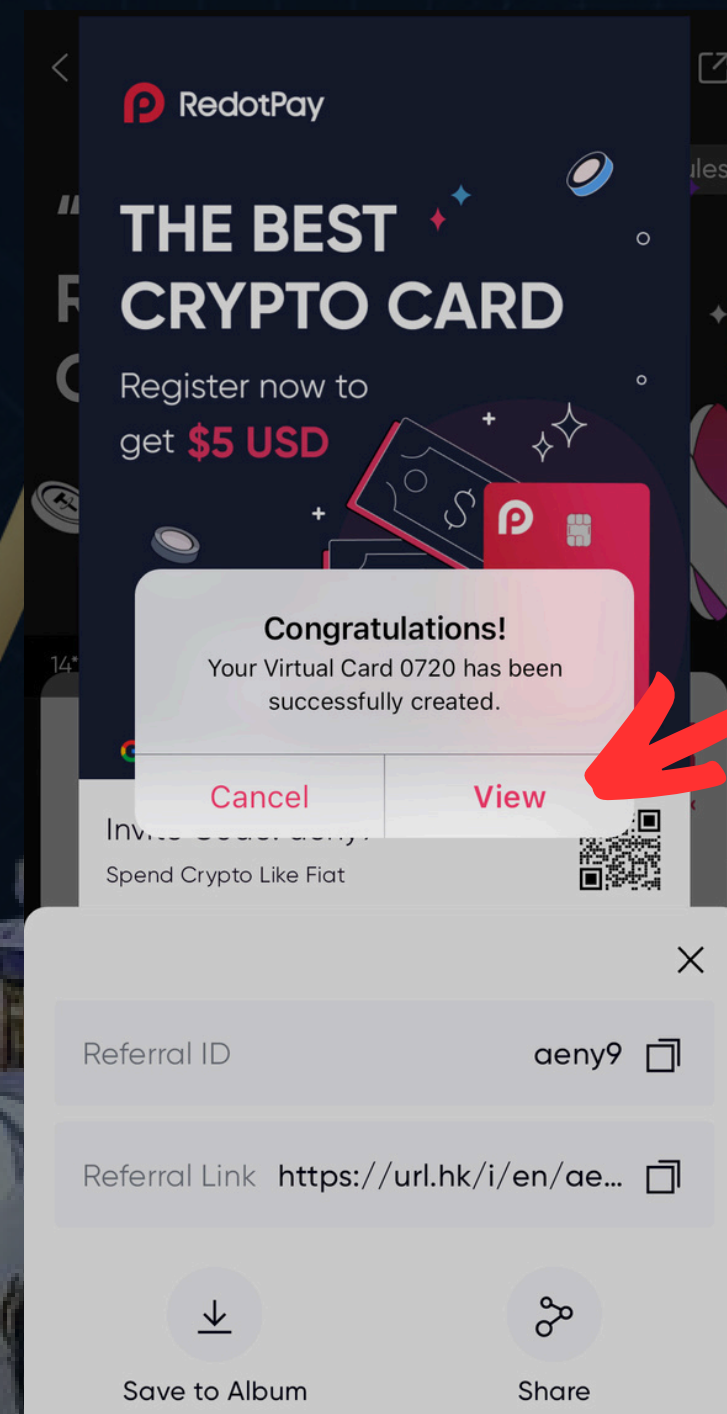 RedotPay
THE BEST
CRYPTO CARD
Register now to
get $5 USD
Congratulations!
Your Virtual Card 0720 has been
successfully created.
Cancel
View
Spend Crypto Like Fiat
Referral ID
aeny9
Referral Link
https://url.hk/i/en/ae...
Save to Album
Share